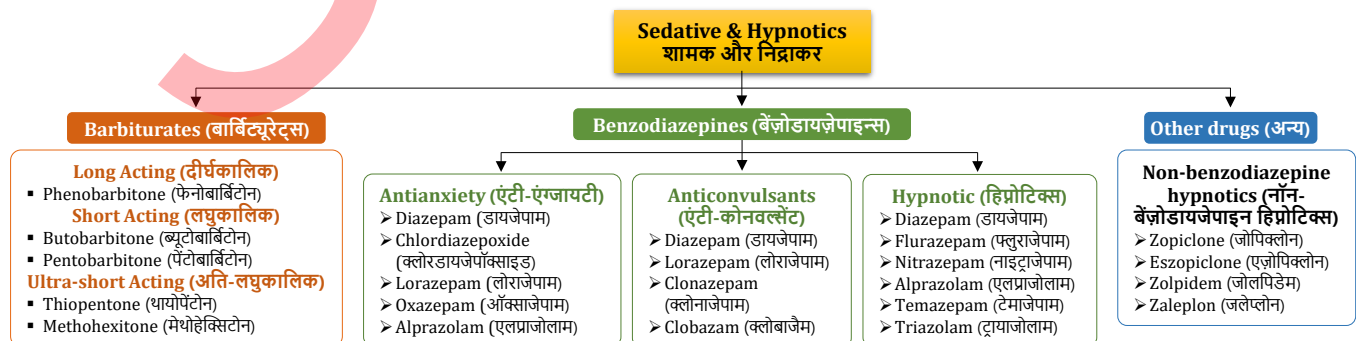 Sedative & Hypnotics
शामक और निद्राकर
Barbiturates (बार्बिट्यूरेट्स)
Long Acting (दीर्घकालिक)
▪ Phenobarbitone (फेनोबार्बिटोन)
Short Acting (लघुकालिक)
▪ Butobarbitone (ब्यूटोबार्बिटोन)
▪ Pentobarbitone (पेंटोबार्बिटोन)
Ultra-short Acting (अति-लघुकालिक)
▪ Thiopentone (थायोपेंटोन)
▪ Methohexitone (मेथोहेक्सिटोन)
Benzodiazepines (बेंज़ोडायज़ेपाइन्स)
Antianxiety (एंटी-एंग्जायटी)
➢ Diazepam (डायजेपाम)
➢ Chlordiazepoxide
(क्लोरडायजेपॉक्साइड)
➢ Lorazepam (लोराजेपाम)
➢ Oxazepam (ऑक्साजेपाम)
➢ Alprazolam (एलप्राजोलाम)
Anticonvulsants
(एंटी-कोनवल्सेंट)
➢ Diazepam (डायजेपाम)
➢ Lorazepam (लोराजेपाम)
➢ Clonazepam
(क्लोनाजेपाम)
➢ Clobazam (क्लोबाजैम)
Hypnotic (हिप्नोटिक्स)
➢ Diazepam (डायजेपाम)
➢ Flurazepam (फ्लुराजेपाम)
➢ Nitrazepam (नाइट्राजेपाम)
➢ Alprazolam (एलप्राजोलाम)
➢ Temazepam (टेमाजेपाम)
➢ Triazolam (ट्रायाजोलाम)
Other drugs (अन्य)
Non-benzodiazepine
hypnotics (नॉन-
बेंज़ोडायजेपाइन हिप्नोटिक्स)
➢ Zopiclone (जोपिक्लोन)
➢ Eszopiclone (एज़ोपिक्लोन)
➢ Zolpidem (जोलपिडेम)
➢ Zaleplon (जलेप्लोन)